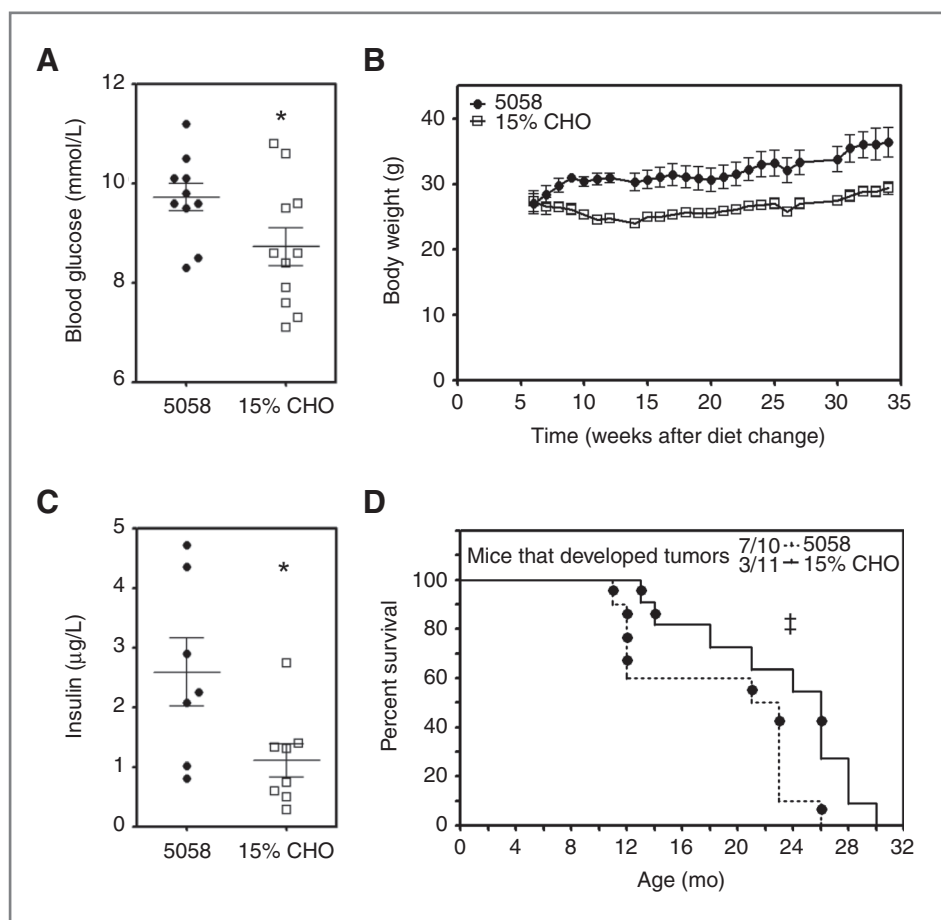 A
12
10
8
6
Blood glucose (mmol/L)
*
5058 15% CHO
B
5058
15% CHO
40
30
20
10
0
Body weight (g)
0 5 10 15 20 25 30 35
Time (weeks after diet change)
C
5
4
3
2
1
0
Insulin (μg/L)
*
5058 15% CHO
D
Mice that developed tumors 7/10 5058
3/11 15% CHO
100
80
60
40
20
0
Percent survival
‡
0 4 8 12 16 20 24 28 32
Age (mo)